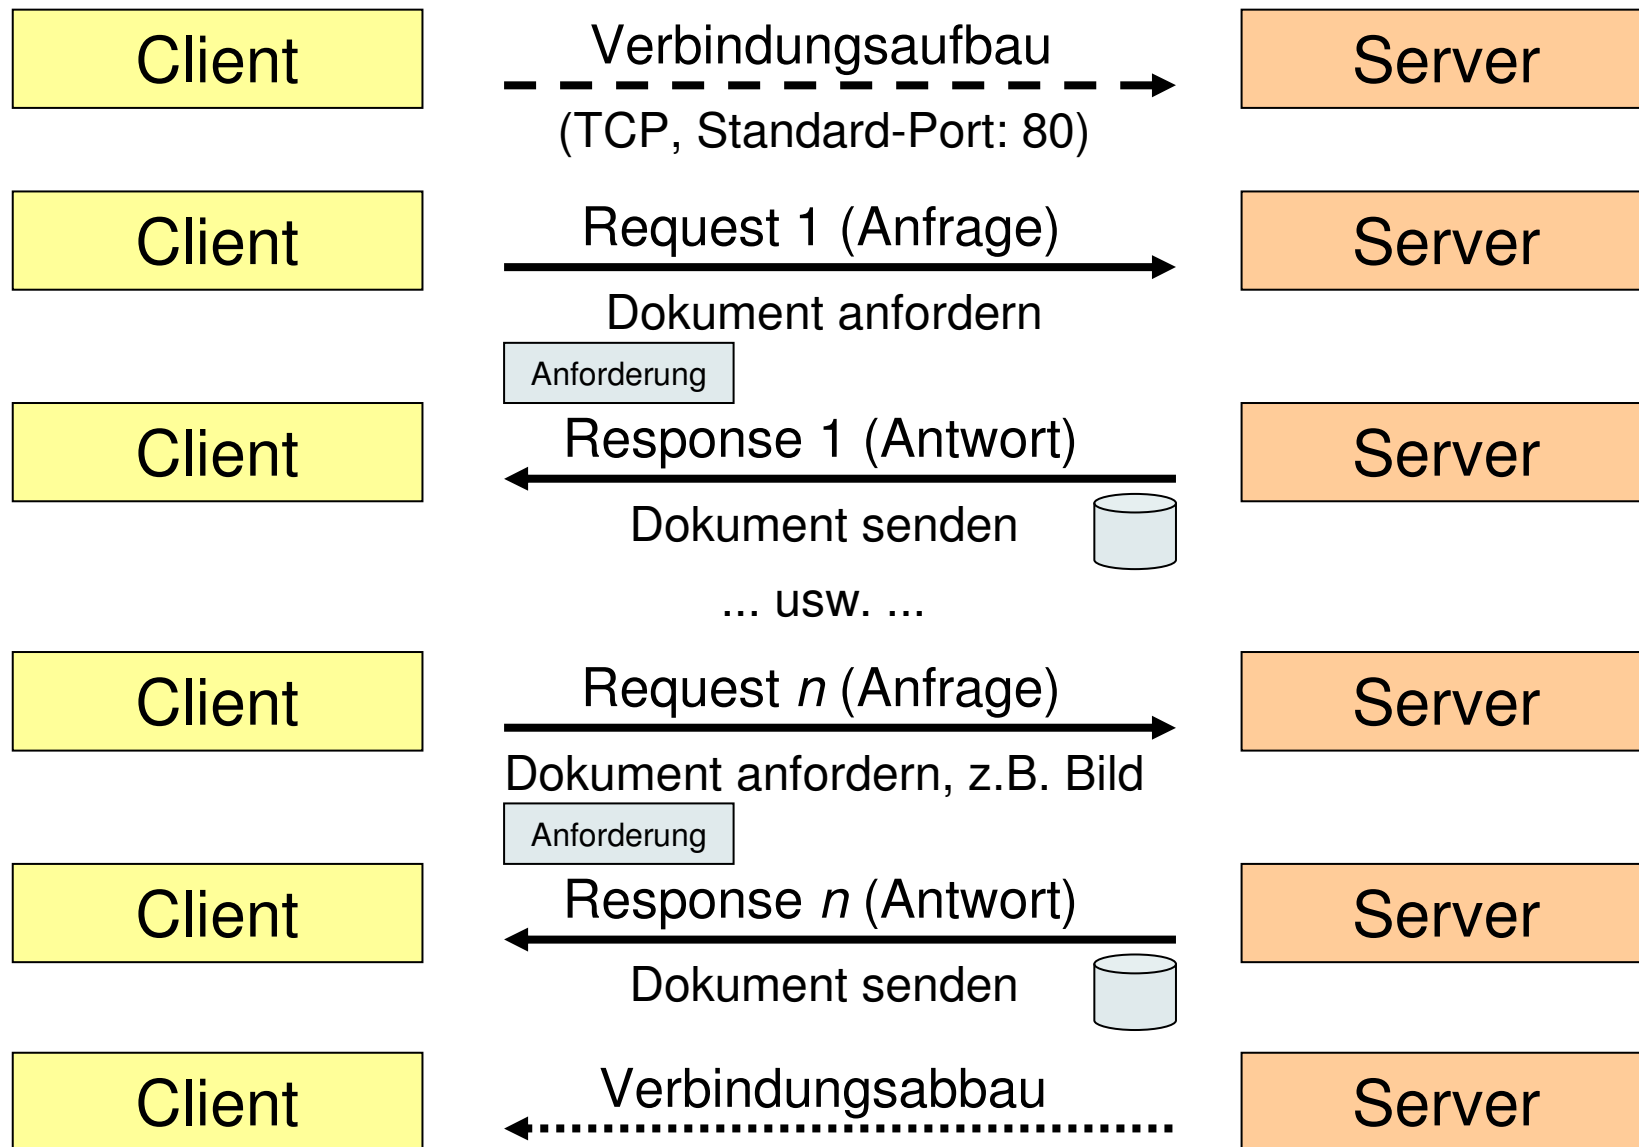 Client
Verbindungsaufbau
Server
(TCP, Standard-Port: 80)
Client
Request 1 (Anfrage)
Server
Dokument anfordern
Anforderung
Client
Response 1 (Antwort)
Server
Dokument senden
... usw. ...
Client
Request n (Anfrage)
Server
Dokument anfordern, z.B. Bild
Anforderung
Client
Response n (Antwort)
Server
Dokument senden
Client
Verbindungsabbau
Server